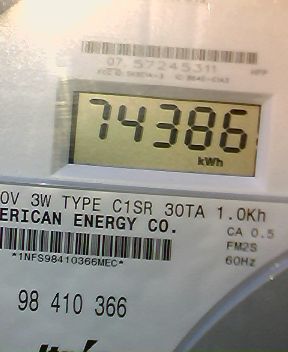 07 57245311
74386
kWh
0V 3W TYPE C1SR 30TA 1.0Kh
ERICAN ENERGY CO.
CA 0.5
FM2S
*1NFS98410366MEC*
60Hz
98 410 366